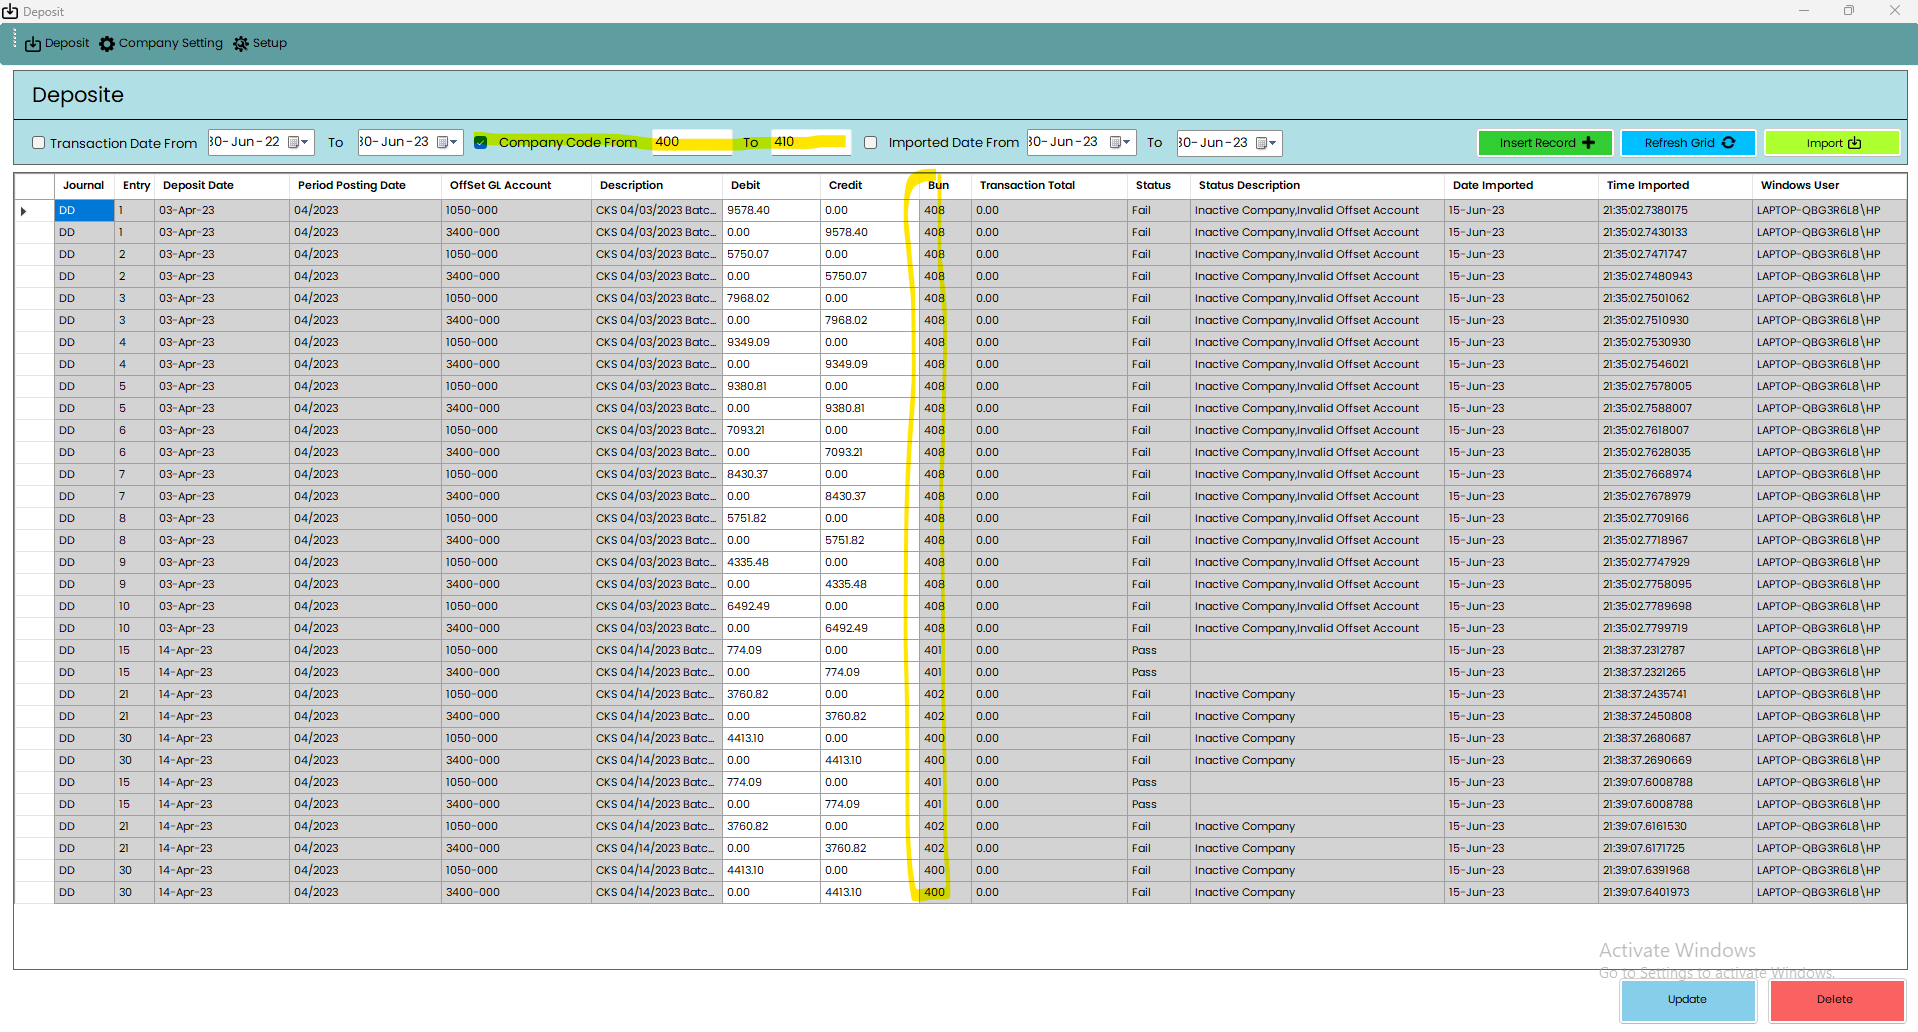 Deposit
Deposit Company Setting Setup
Deposite
Transaction Date From 30-Jun-22 To 30-Jun-23 Company Code From 400 To 410 Imported Date From 30-Jun-23 To 30-Jun-23 Insert Record Refresh Grid Import
Journal Entry Deposit Date Period Posting Date OffSet GL Account Description Debit Credit Bun Transaction Total Status Status Description Date Imported Time Imported Windows User
DD 1 03-Apr-23 04/2023 1050-000 CKS 04/03/2023 Batc... 9578.40 0.00 408 0.00 Fail Inactive Company,Invalid Offset Account 15-Jun-23 21:35:02.7380175 LAPTOP-QBG3R6L8\HP
DD 1 03-Apr-23 04/2023 3400-000 CKS 04/03/2023 Batc... 0.00 9578.40 408 0.00 Fail Inactive Company,Invalid Offset Account 15-Jun-23 21:35:02.7430133 LAPTOP-QBG3R6L8\HP
DD 2 03-Apr-23 04/2023 1050-000 CKS 04/03/2023 Batc... 5750.07 0.00 408 0.00 Fail Inactive Company,Invalid Offset Account 15-Jun-23 21:35:02.7471747 LAPTOP-QBG3R6L8\HP
DD 2 03-Apr-23 04/2023 3400-000 CKS 04/03/2023 Batc... 0.00 5750.07 408 0.00 Fail Inactive Company,Invalid Offset Account 15-Jun-23 21:35:02.7480943 LAPTOP-QBG3R6L8\HP
DD 3 03-Apr-23 04/2023 1050-000 CKS 04/03/2023 Batc... 7968.02 0.00 408 0.00 Fail Inactive Company,Invalid Offset Account 15-Jun-23 21:35:02.7501062 LAPTOP-QBG3R6L8\HP
DD 3 03-Apr-23 04/2023 3400-000 CKS 04/03/2023 Batc... 0.00 7968.02 408 0.00 Fail Inactive Company,Invalid Offset Account 15-Jun-23 21:35:02.7510930 LAPTOP-QBG3R6L8\HP
DD 4 03-Apr-23 04/2023 1050-000 CKS 04/03/2023 Batc... 9349.09 0.00 408 0.00 Fail Inactive Company,Invalid Offset Account 15-Jun-23 21:35:02.7530930 LAPTOP-QBG3R6L8\HP
DD 4 03-Apr-23 04/2023 3400-000 CKS 04/03/2023 Batc... 0.00 9349.09 408 0.00 Fail Inactive Company,Invalid Offset Account 15-Jun-23 21:35:02.7546021 LAPTOP-QBG3R6L8\HP
DD 5 03-Apr-23 04/2023 1050-000 CKS 04/03/2023 Batc... 9380.81 0.00 408 0.00 Fail Inactive Company,Invalid Offset Account 15-Jun-23 21:35:02.7578005 LAPTOP-QBG3R6L8\HP
DD 5 03-Apr-23 04/2023 3400-000 CKS 04/03/2023 Batc... 0.00 9380.81 408 0.00 Fail Inactive Company,Invalid Offset Account 15-Jun-23 21:35:02.7588007 LAPTOP-QBG3R6L8\HP
DD 6 03-Apr-23 04/2023 1050-000 CKS 04/03/2023 Batc... 7093.21 0.00 408 0.00 Fail Inactive Company,Invalid Offset Account 15-Jun-23 21:35:02.7618007 LAPTOP-QBG3R6L8\HP
DD 6 03-Apr-23 04/2023 3400-000 CKS 04/03/2023 Batc... 0.00 7093.21 408 0.00 Fail Inactive Company,Invalid Offset Account 15-Jun-23 21:35:02.7628035 LAPTOP-QBG3R6L8\HP
DD 7 03-Apr-23 04/2023 1050-000 CKS 04/03/2023 Batc... 8430.37 0.00 408 0.00 Fail Inactive Company,Invalid Offset Account 15-Jun-23 21:35:02.7668974 LAPTOP-QBG3R6L8\HP
DD 7 03-Apr-23 04/2023 3400-000 CKS 04/03/2023 Batc... 0.00 8430.37 408 0.00 Fail Inactive Company,Invalid Offset Account 15-Jun-23 21:35:02.7678979 LAPTOP-QBG3R6L8\HP
DD 8 03-Apr-23 04/2023 1050-000 CKS 04/03/2023 Batc... 5751.82 0.00 408 0.00 Fail Inactive Company,Invalid Offset Account 15-Jun-23 21:35:02.7709166 LAPTOP-QBG3R6L8\HP
DD 8 03-Apr-23 04/2023 3400-000 CKS 04/03/2023 Batc... 0.00 5751.82 408 0.00 Fail Inactive Company,Invalid Offset Account 15-Jun-23 21:35:02.7718967 LAPTOP-QBG3R6L8\HP
DD 9 03-Apr-23 04/2023 1050-000 CKS 04/03/2023 Batc... 4335.48 0.00 408 0.00 Fail Inactive Company,Invalid Offset Account 15-Jun-23 21:35:02.7747929 LAPTOP-QBG3R6L8\HP
DD 9 03-Apr-23 04/2023 3400-000 CKS 04/03/2023 Batc... 0.00 4335.48 408 0.00 Fail Inactive Company,Invalid Offset Account 15-Jun-23 21:35:02.7758095 LAPTOP-QBG3R6L8\HP
DD 10 03-Apr-23 04/2023 1050-000 CKS 04/03/2023 Batc... 6492.49 0.00 408 0.00 Fail Inactive Company,Invalid Offset Account 15-Jun-23 21:35:02.7789698 LAPTOP-QBG3R6L8\HP
DD 10 03-Apr-23 04/2023 3400-000 CKS 04/03/2023 Batc... 0.00 6492.49 408 0.00 Fail Inactive Company,Invalid Offset Account 15-Jun-23 21:35:02.7799719 LAPTOP-QBG3R6L8\HP
DD 15 14-Apr-23 04/2023 1050-000 CKS 04/14/2023 Batc... 774.09 0.00 401 0.00 Pass 15-Jun-23 21:38:37.2312787 LAPTOP-QBG3R6L8\HP
DD 15 14-Apr-23 04/2023 3400-000 CKS 04/14/2023 Batc... 0.00 774.09 401 0.00 Pass 15-Jun-23 21:38:37.2321265 LAPTOP-QBG3R6L8\HP
DD 21 14-Apr-23 04/2023 1050-000 CKS 04/14/2023 Batc... 3760.82 0.00 402 0.00 Fail Inactive Company 15-Jun-23 21:38:37.2435741 LAPTOP-QBG3R6L8\HP
DD 21 14-Apr-23 04/2023 3400-000 CKS 04/14/2023 Batc... 0.00 3760.82 402 0.00 Fail Inactive Company 15-Jun-23 21:38:37.2450808 LAPTOP-QBG3R6L8\HP
DD 30 14-Apr-23 04/2023 1050-000 CKS 04/14/2023 Batc... 4413.10 0.00 400 0.00 Fail Inactive Company 15-Jun-23 21:38:37.2680687 LAPTOP-QBG3R6L8\HP
DD 30 14-Apr-23 04/2023 3400-000 CKS 04/14/2023 Batc... 0.00 4413.10 400 0.00 Fail Inactive Company 15-Jun-23 21:38:37.2690669 LAPTOP-QBG3R6L8\HP
DD 15 14-Apr-23 04/2023 1050-000 CKS 04/14/2023 Batc... 774.09 0.00 401 0.00 Pass 15-Jun-23 21:39:07.6008788 LAPTOP-QBG3R6L8\HP
DD 15 14-Apr-23 04/2023 3400-000 CKS 04/14/2023 Batc... 0.00 774.09 401 0.00 Pass 15-Jun-23 21:39:07.6008788 LAPTOP-QBG3R6L8\HP
DD 21 14-Apr-23 04/2023 1050-000 CKS 04/14/2023 Batc... 3760.82 0.00 402 0.00 Fail Inactive Company 15-Jun-23 21:39:07.6161530 LAPTOP-QBG3R6L8\HP
DD 21 14-Apr-23 04/2023 3400-000 CKS 04/14/2023 Batc... 0.00 3760.82 402 0.00 Fail Inactive Company 15-Jun-23 21:39:07.6171725 LAPTOP-QBG3R6L8\HP
DD 30 14-Apr-23 04/2023 1050-000 CKS 04/14/2023 Batc... 4413.10 0.00 400 0.00 Fail Inactive Company 15-Jun-23 21:39:07.6391968 LAPTOP-QBG3R6L8\HP
DD 30 14-Apr-23 04/2023 3400-000 CKS 04/14/2023 Batc... 0.00 4413.10 400 0.00 Fail Inactive Company 15-Jun-23 21:39:07.6401973 LAPTOP-QBG3R6L8\HP
Activate Windows
Go to Settings to activate Windows.
Update Delete